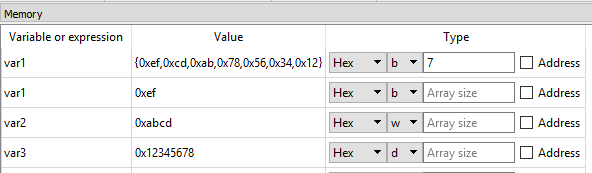 Memory
Variable or expression Value Type
var1 {0xef,0xcd,0xab,0x78,0x56,0x34,0x12} Hex b 7 Address
var1 0xef Hex b Array size Address
var2 0xabcd Hex w Array size Address
var3 0x12345678 Hex d Array size Address